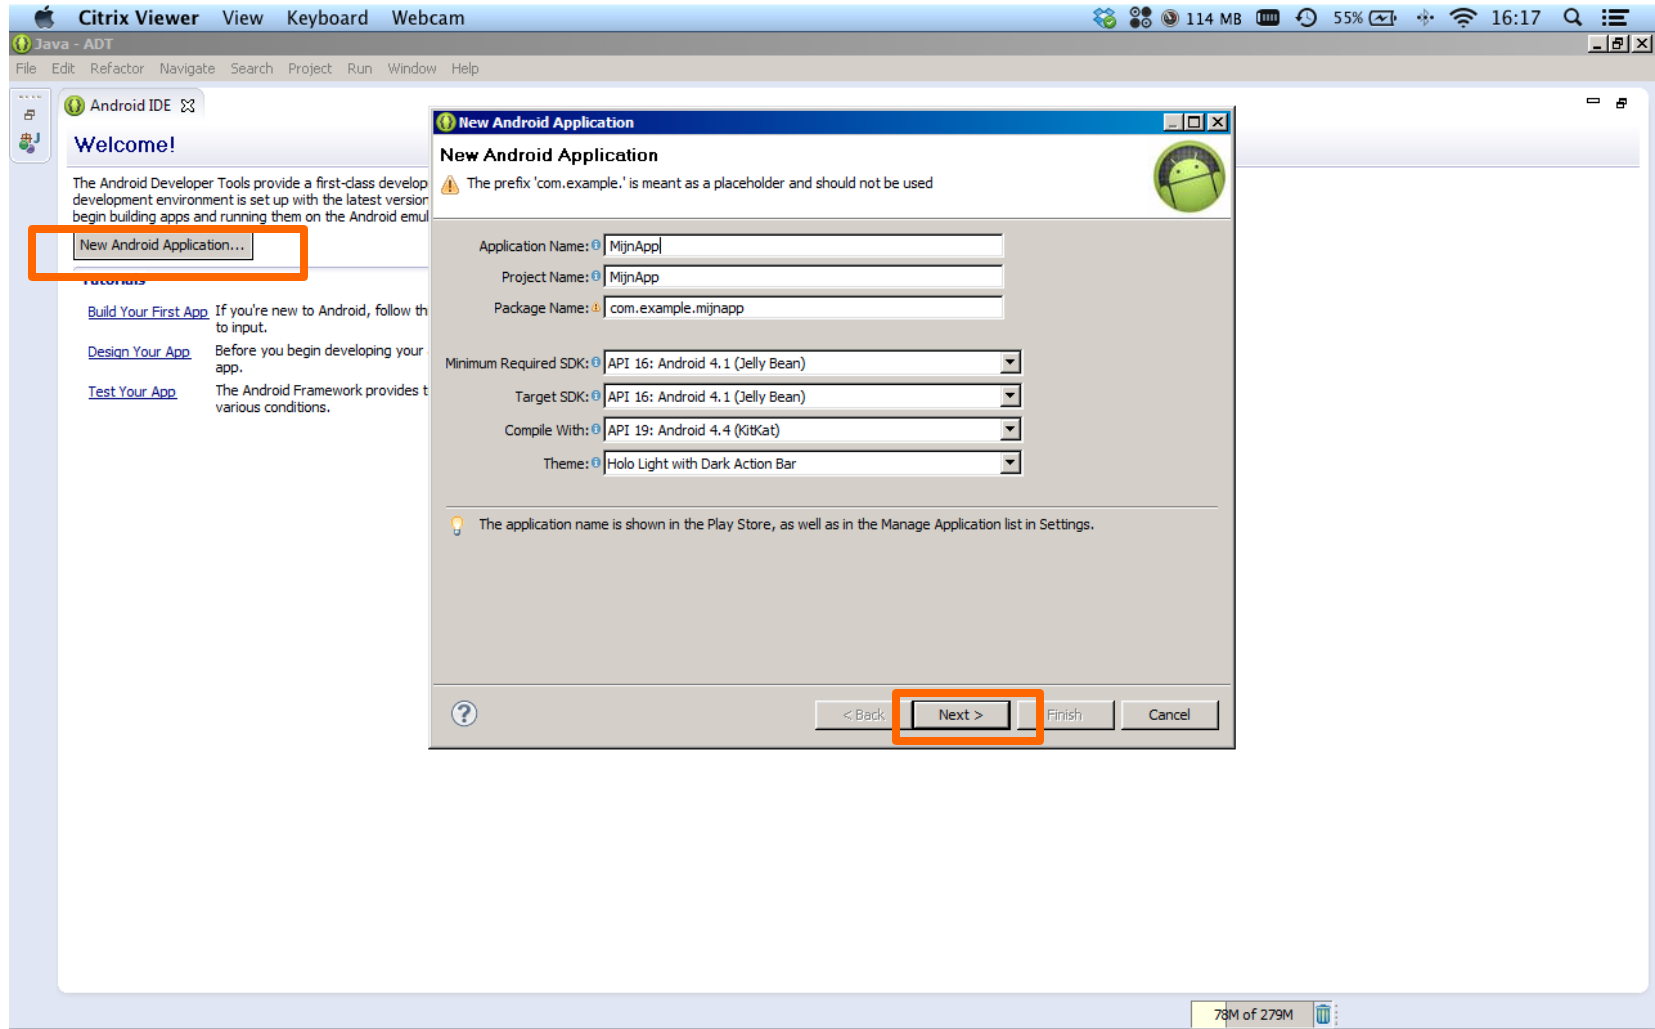 Citrix Viewer View Keyboard Webcam 114 MB 55% 16:17
Java - ADT
File Edit Refactor Navigate Search Project Run Window Help
Android IDE
Welcome!
The Android Developer Tools provide a first-class develop
development environment is set up with the latest version
begin building apps and running them on the Android emul
New Android Application...
Tutorials
Build Your First App If you're new to Android, follow th
to input.
Design Your App Before you begin developing your
app.
Test Your App The Android Framework provides t
various conditions.
New Android Application
New Android Application
The prefix 'com.example.' is meant as a placeholder and should not be used
Application Name: MijnApp
Project Name: MijnApp
Package Name: com.example.mijnapp
Minimum Required SDK: API 16: Android 4.1 (Jelly Bean)
Target SDK: API 16: Android 4.1 (Jelly Bean)
Compile With: API 19: Android 4.4 (KitKat)
Theme: Holo Light with Dark Action Bar
The application name is shown in the Play Store, as well as in the Manage Application list in Settings.
? < Back Next > Finish Cancel
78M of 279M